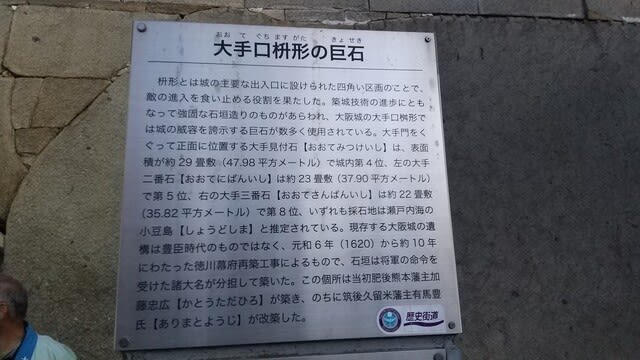 おおてぐちますがた きょせき
大手口枡形の巨石
枡形とは城の主要な出入口に設けられた四角い区画のことで、
敵の進入を食い止める役割を果たした。築城技術の進歩にとも
なって強固な石垣造りのものがあらわれ、大阪城の大手口桝形で
は城の威容を誇示する巨石が数多く使用されている。大手門をく
ぐって正面に位置する大手見付石【おおてみつけいし】は、表面
積が約29畳敷（47.98平方メートル）で城内第4位、左の大手
二番石【おおてにばんいし】は約23畳敷（37.90平方メートル）
で第5位、右の大手三番石【おおてさんばんいし】は約22畳敷
（35.82平方メートル）で第8位、いずれも採石地は瀬戸内海の
小豆島【しょうどしま】と推定されている。現存する大阪城の遺
構は豊臣時代のものではなく、元和6年（1620）から約10年
にわたった徳川幕府再築工事によるもので、石垣は将軍の命令を
受けた諸大名が分担して築いた。この個所は当初肥後熊本藩主加
藤忠広【かとうただひろ】が築き、のちに筑後久留米藩主有馬豊
氏【ありまとようじ】が改築した。
歴史街道